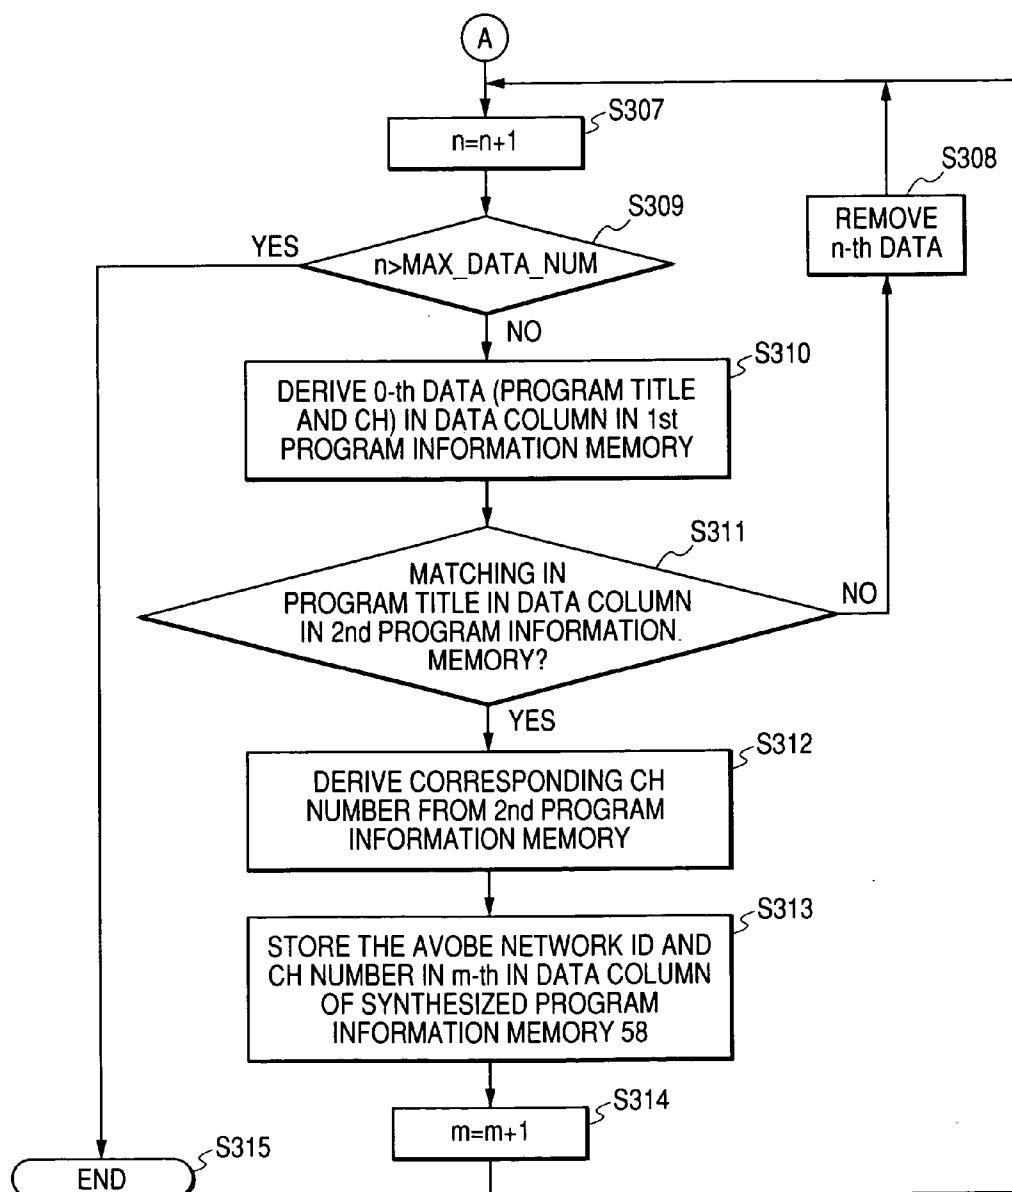 A
S307
n=n+1
S308
REMOVE
n-th DATA
S309
YES
n>MAX_DATA_NUM
NO
S310
DERIVE 0-th DATA (PROGRAM TITLE
AND CH) IN DATA COLUMN IN 1st
PROGRAM INFORMATION MEMORY
S311
MATCHING IN
PROGRAM TITLE IN DATA COLUMN
IN 2nd PROGRAM INFORMATION.
MEMORY?
NO
YES
S312
DERIVE CORRESPONDING CH
NUMBER FROM 2nd PROGRAM
INFORMATION MEMORY
S313
STORE THE AVOBE NETWORK ID AND
CH NUMBER IN m-th IN DATA COLUMN
OF SYNTHESIZED PROGRAM
INFORMATION MEMORY 58
S314
m=m+1
S315
END